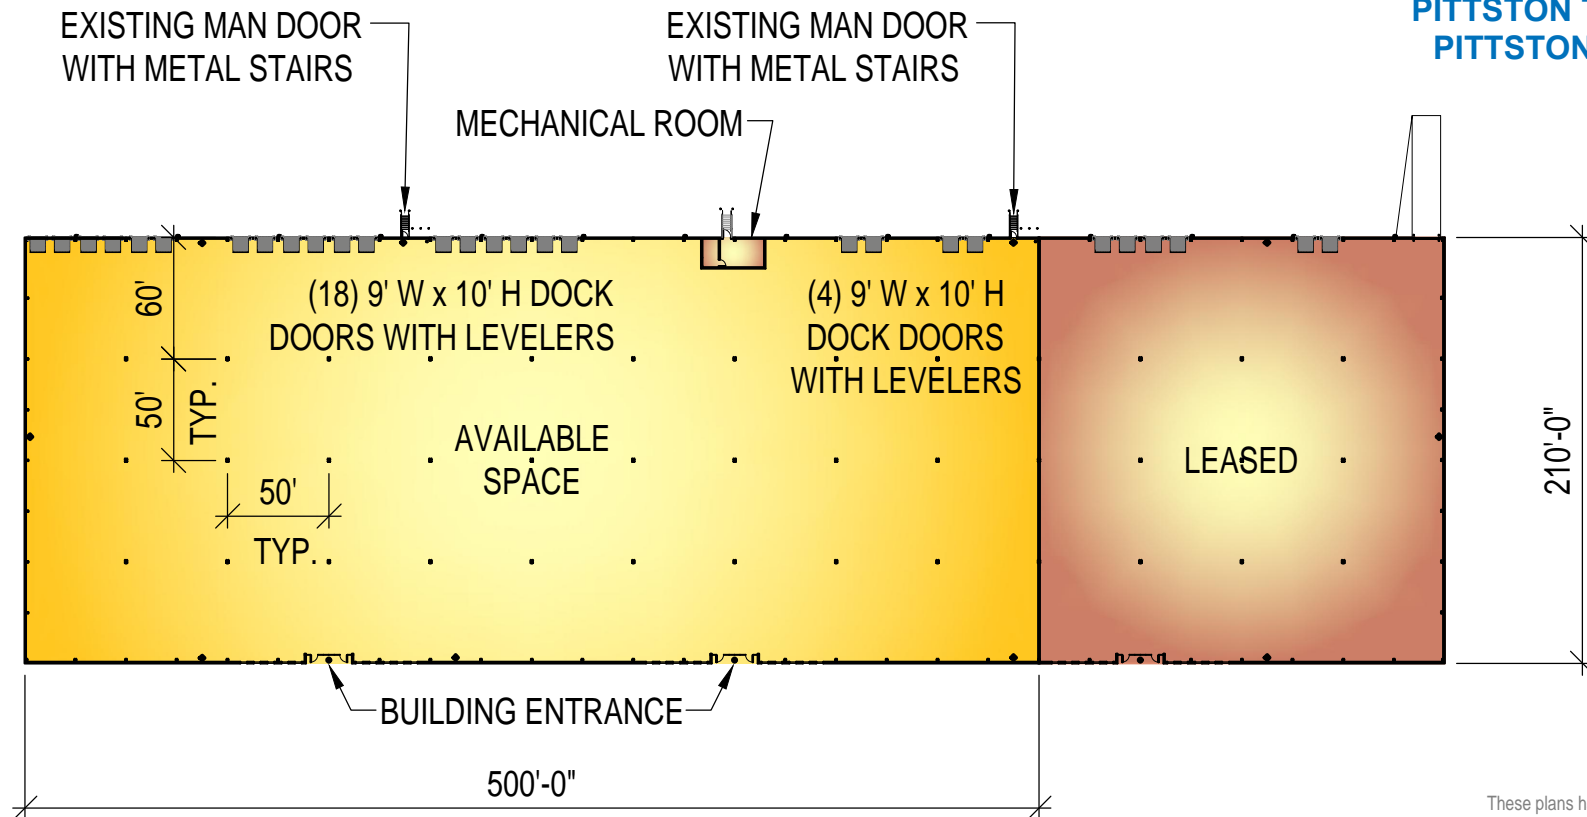 EXISTING MAN DOOR
WITH METAL STAIRS
EXISTING MAN DOOR
WITH METAL STAIRS
PITTSTON
PITTSTON
MECHANICAL ROOM
60'
(18) 9' W x 10' H DOCK
DOORS WITH LEVELERS
(4) 9' W x 10' H
DOCK DOORS
WITH LEVELERS
50'
TYP.
AVAILABLE
SPACE
LEASED
210'-0"
50'
TYP.
BUILDING ENTRANCE
500'-0"
These plans h